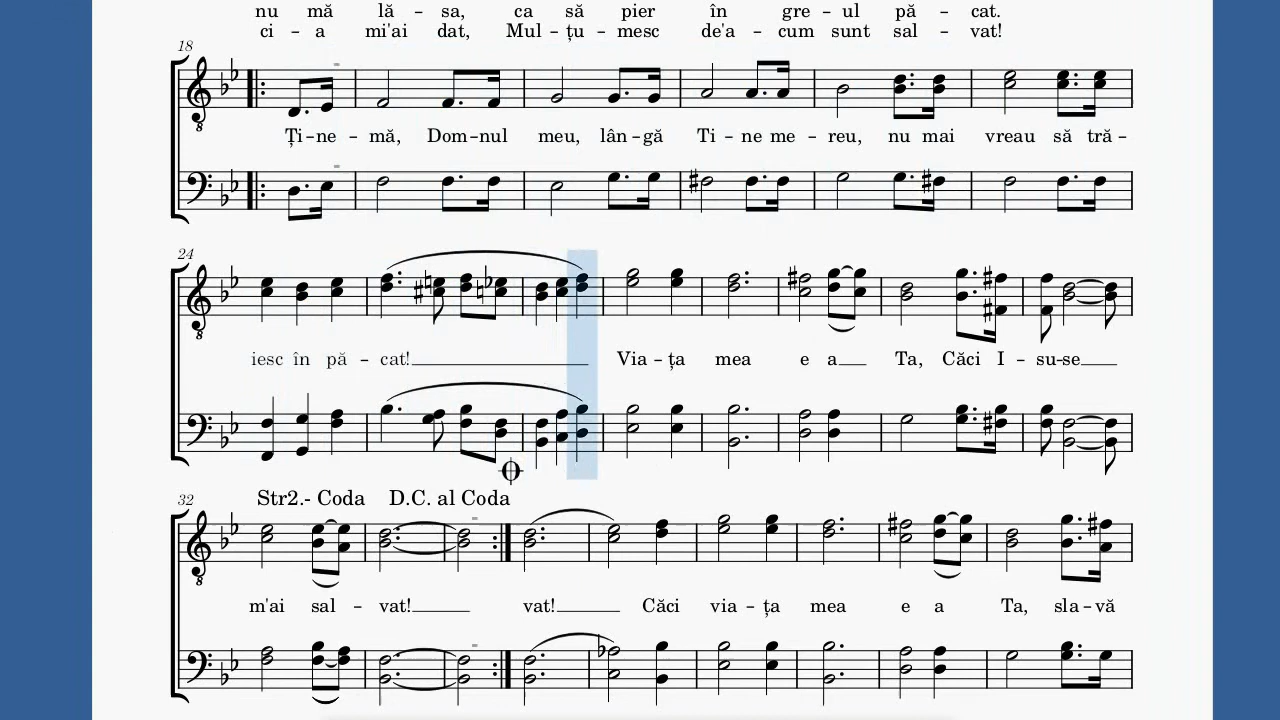 nu mă lă – sa, ca să pier în gre – ul pă – cat.
ci – a mi'ai dat, Mul – țu – mesc de'a – cum sunt sal – vat!
18
Ți – ne – mă, Dom – nul meu, lân – gă Ti – ne me – reu, nu mai vreau să tră –
24
iesc în pă – cat! Via – ța mea e a Ta, Căci I – su – se
32 Str2.- Coda D.C. al Coda
m'ai sal – vat! vat! Căci via – ța mea e a Ta, sla – vă